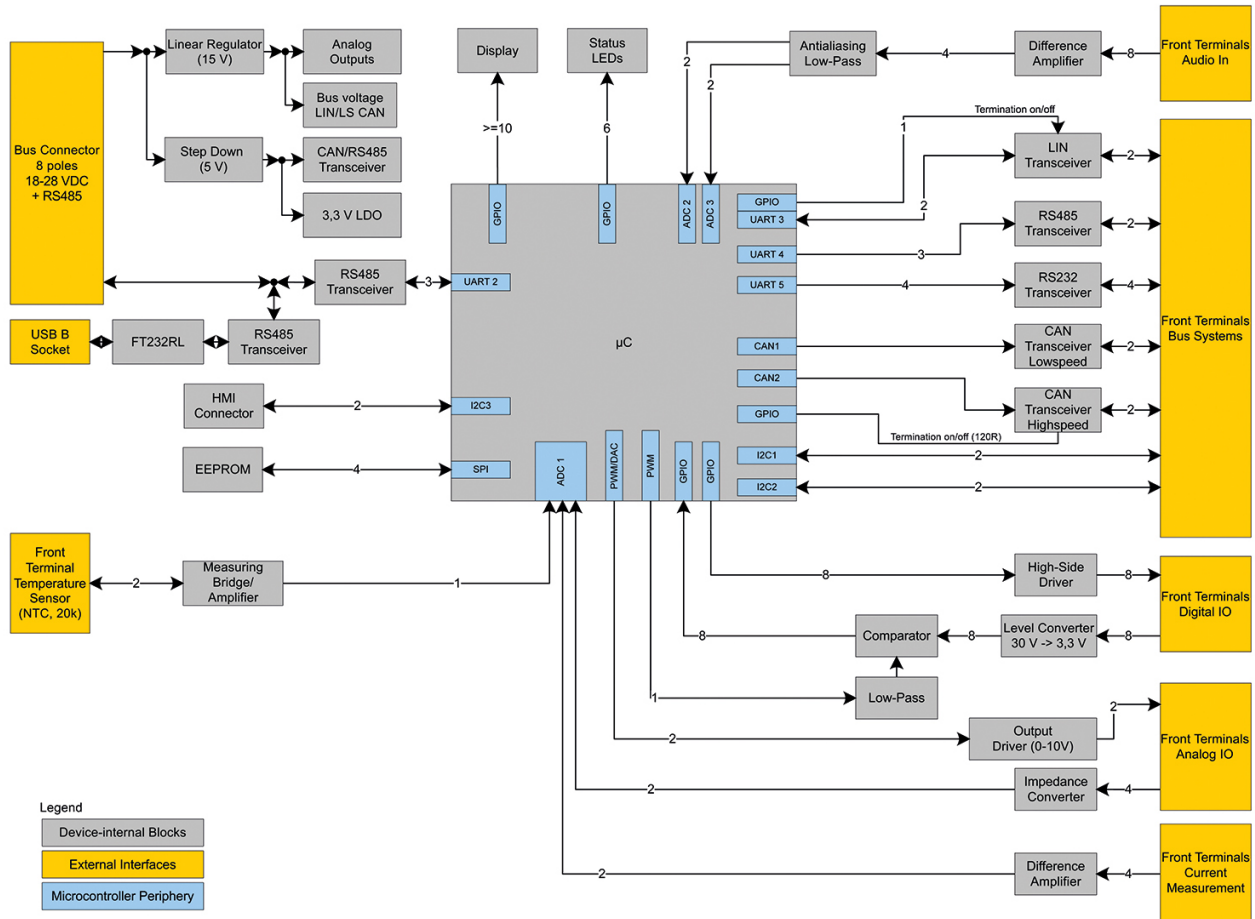 Bus Connector
8 poles
18-28 VDC
+ RS485
Linear Regulator
(15 V)
Analog
Outputs
Bus voltage
LIN/LS CAN
Step Down
(5 V)
CAN/RS485
Transceiver
3,3 V LDO
RS485
Transceiver
3
USB B
Socket
FT232RL
RS485
Transceiver
Display
>=10
Status
LEDs
6
Antialiasing
Low-Pass
2
2
4
Difference
Amplifier
8
Front Terminals
Audio In
µC
GPIO
GPIO
ADC 2
ADC 3
GPIO
UART 3
UART 4
UART 5
CAN1
CAN2
GPIO
I2C1
I2C2
UART 2
I2C3
SPI
ADC 1
PWM/DAC
PWM
GPIO
GPIO
Termination on/off
1
2
LIN
Transceiver
2
3
RS485
Transceiver
2
4
RS232
Transceiver
4
CAN
Transceiver
Lowspeed
2
CAN
Transceiver
Highspeed
2
Termination on/off (120R)
2
2
Front Terminals
Bus Systems
HMI
Connector
2
EEPROM
4
Front
Terminal
Temperature
Sensor
(NTC, 20k)
2
Measuring
Bridge/
Amplifier
1
8
High-Side
Driver
8
Front Terminals
Digital IO
8
Comparator
8
Level Converter
30 V -> 3,3 V
8
1
Low-Pass
2
Output
Driver (0-10V)
2
Front Terminals
Analog IO
2
Impedance
Converter
4
2
Difference
Amplifier
4
Front Terminals
Current
Measurement
Legend
Device-internal Blocks
External Interfaces
Microcontroller Periphery